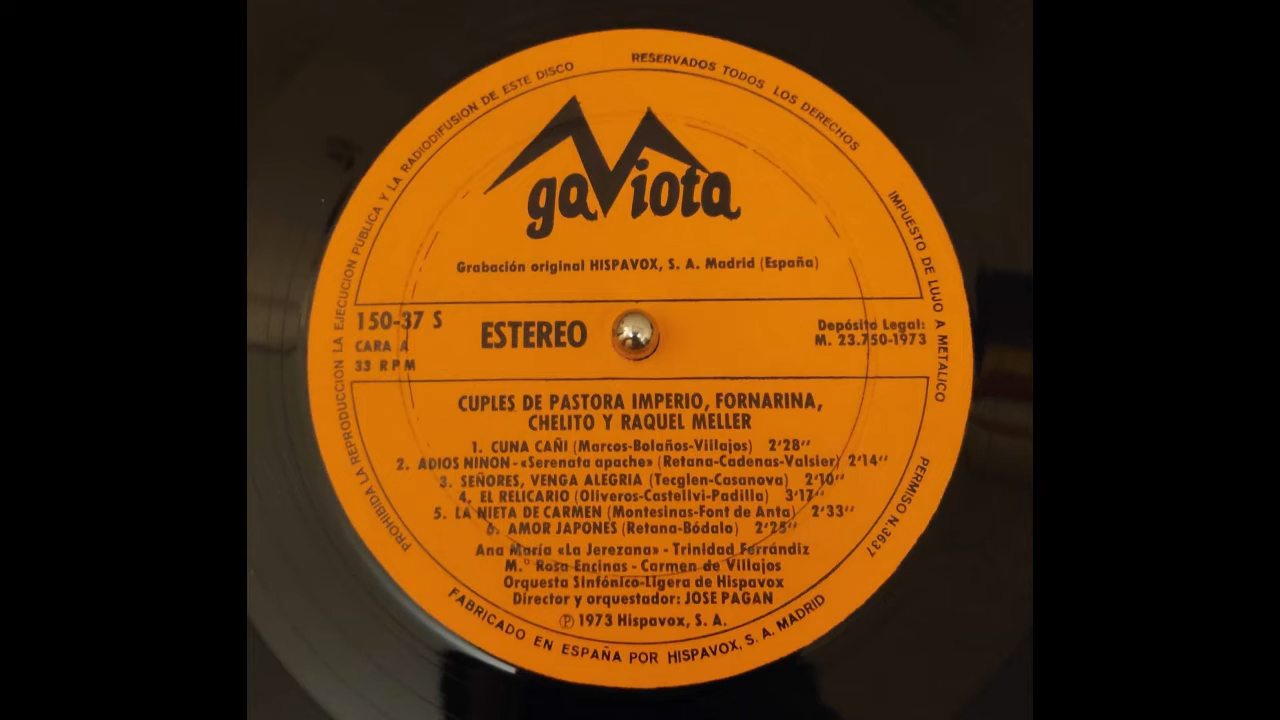 PROHIBIDA LA REPRODUCCION LA EJECUCION PUBLICA Y LA RADIODIFUSION DE ESTE DISCO
RESERVADOS TODOS LOS DERECHOS
IMPUESTO DE LUJO A METALICO
PERMISO N.3637
gaviota
Grabación original HISPAVOX, S. A. Madrid (España)
150-37 S
CARA A
33 RPM
ESTEREO
Depósito Legal:
M. 23.750-1973
CUPLES DE PASTORA IMPERIO, FORNARINA,
CHELITO Y RAQUEL MELLER
1. CUNA CAÑI (Marcos-Bolaños-Villajos) 2'28''
2. ADIOS NINON-«Serenata apache» (Retana-Cadenas-Valsier) 2'14''
3. SEÑORES, VENGA ALEGRIA (Tecglen-Casanova) 2'10''
4. EL RELICARIO (Oliveros-Castellvi-Padilla) 3'17''
5. LA NIETA DE CARMEN (Montesinas-Font de Anta) 2'33''
6. AMOR JAPONES (Retana-Bódalo) 2'25''
Ana María «La Jerezana» - Trinidad Ferrándiz
M.ª Rosa Encinas - Carmen de Villajos
Orquesta Sinfónico-Ligera de Hispavox
Director y orquestador: JOSE PAGAN
Ⓟ 1973 Hispavox, S. A.
FABRICADO EN ESPAÑA POR HISPAVOX, S. A. MADRID